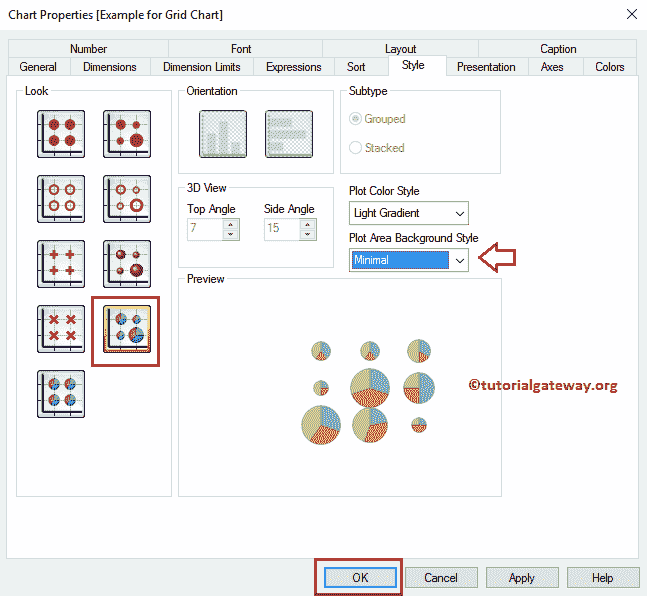 Chart Properties [Example for Grid Chart]
Number Font Layout Caption
General Dimensions Dimension Limits Expressions Sort Style Presentation Axes Colors
Look
Orientation
Subtype
Grouped
Stacked
3D View
Top Angle Side Angle
7 15
Plot Color Style
Light Gradient
Plot Area Background Style
Minimal
Preview
©tutorialgateway.org
OK Cancel Apply Help